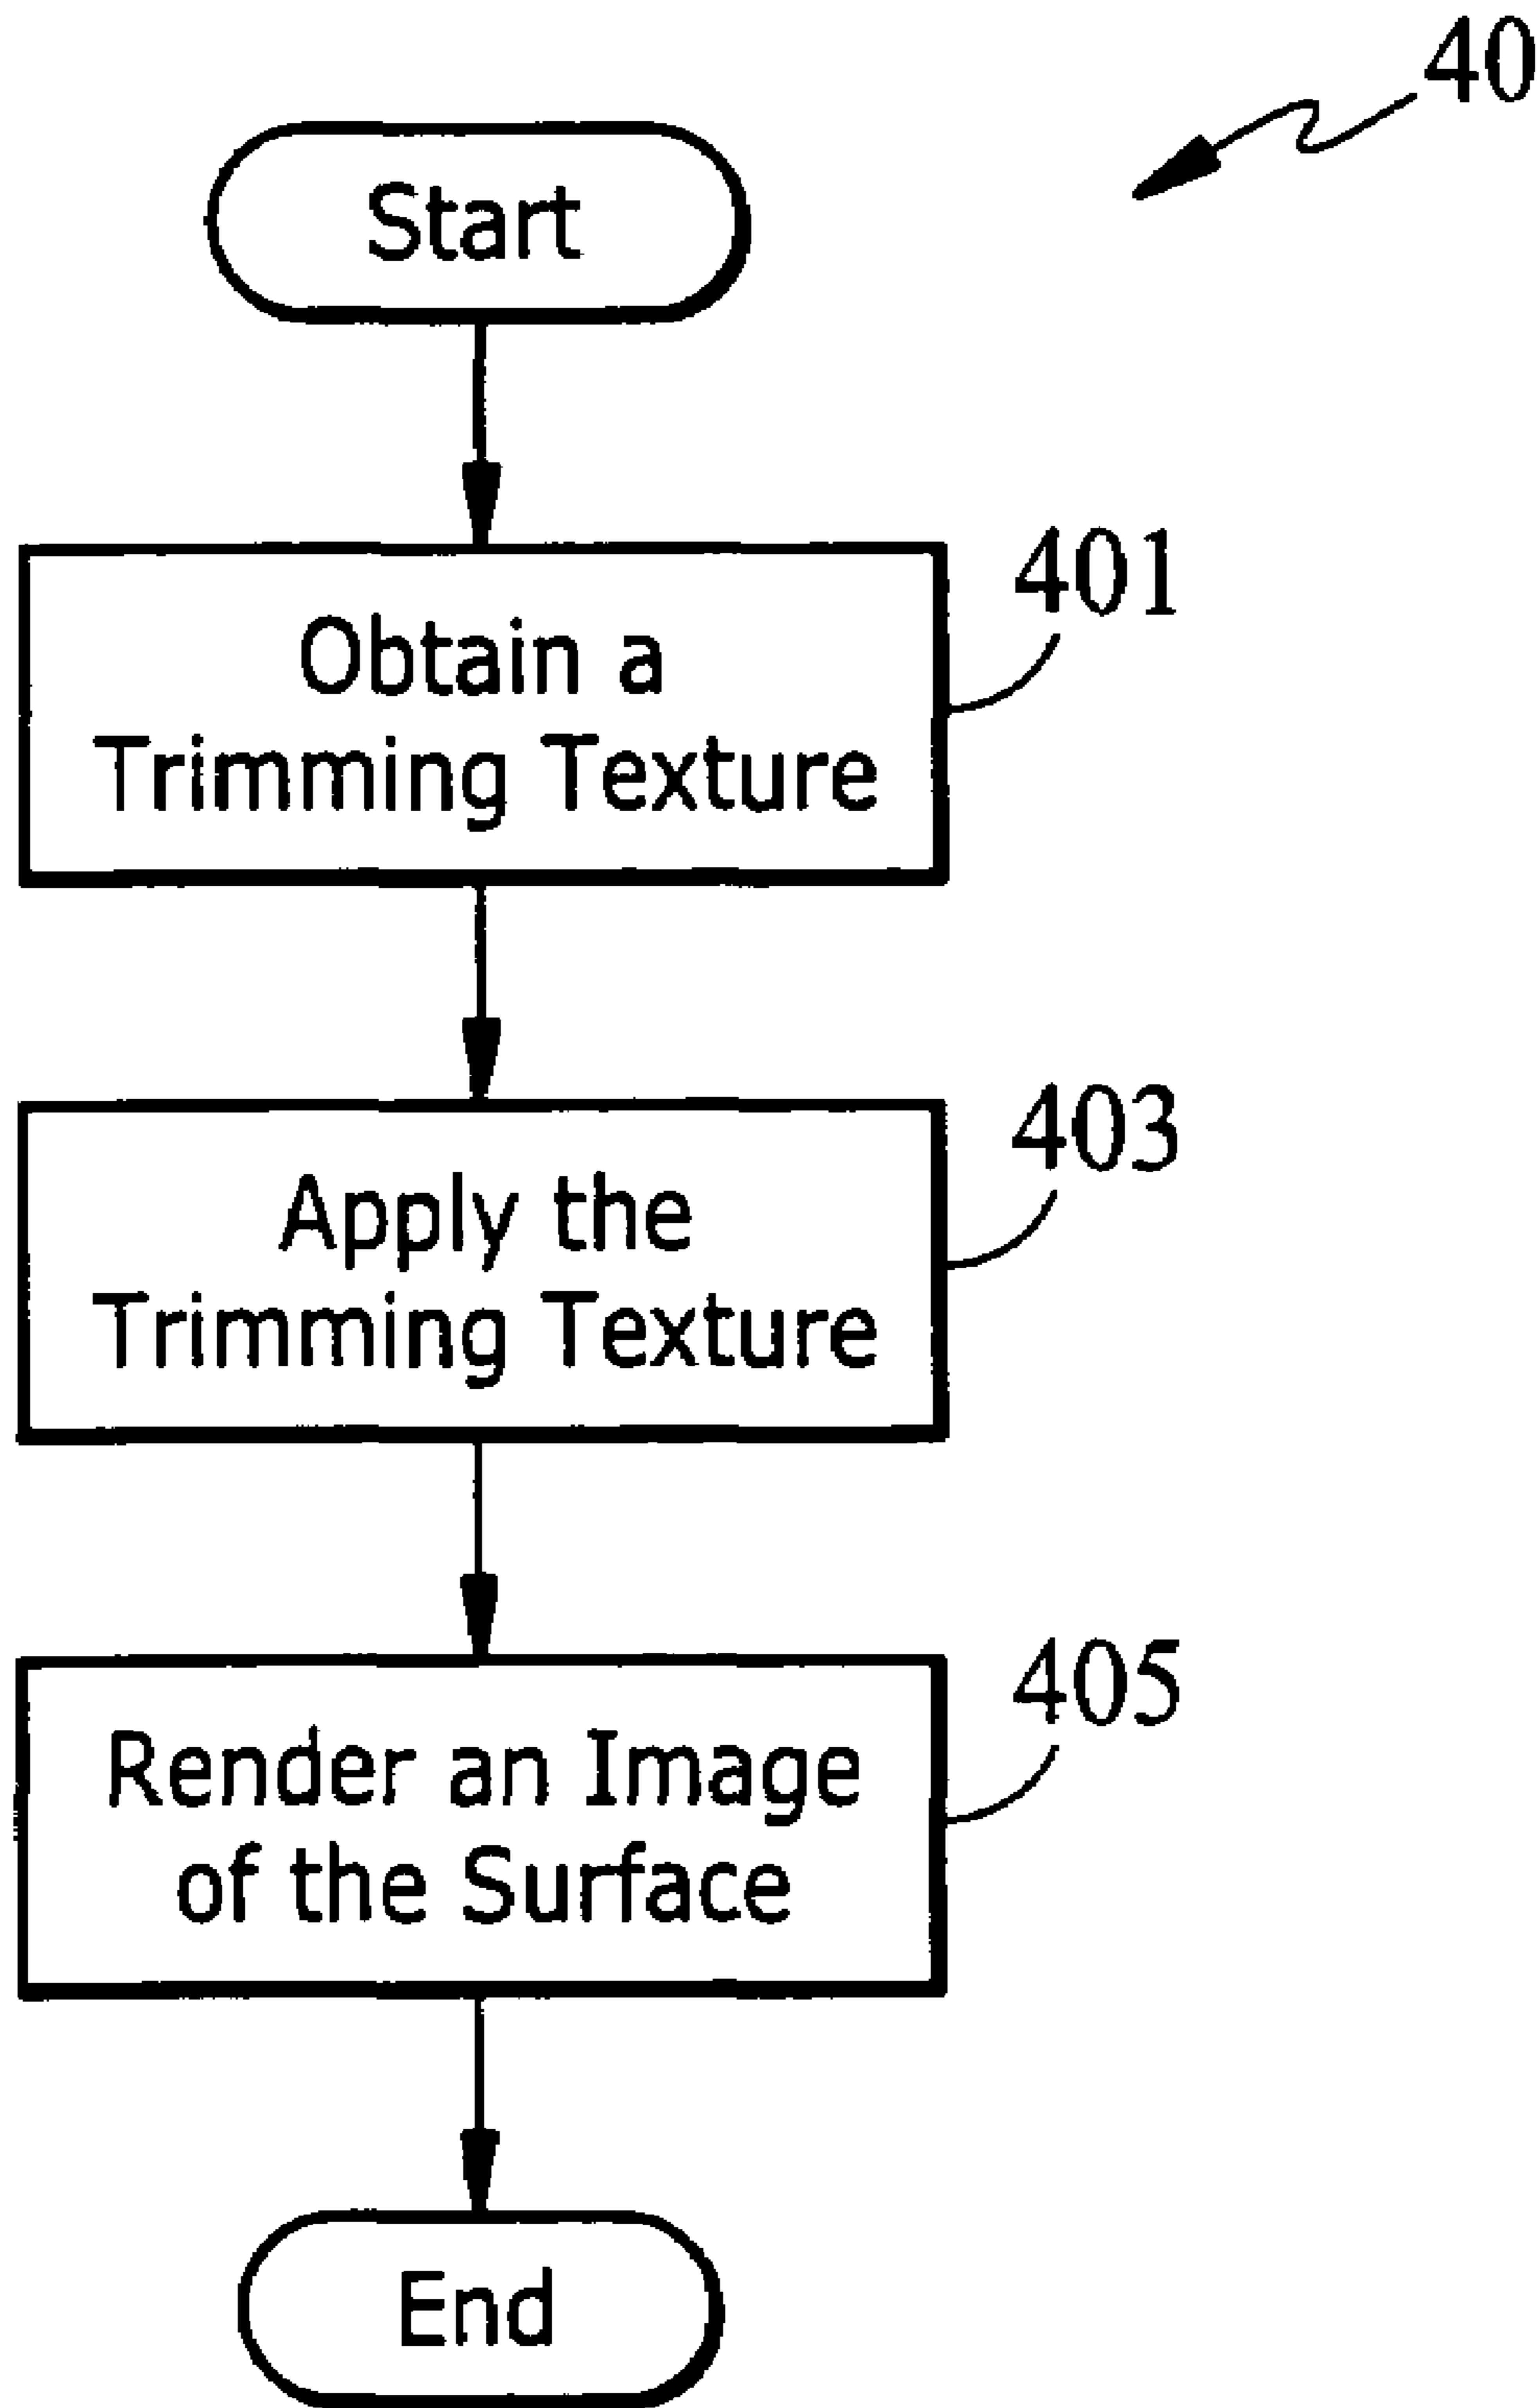 40
Start
401
Obtain a
Trimming Texture
403
Apply the
Trimming Texture
405
Render an Image
of the Surface
End